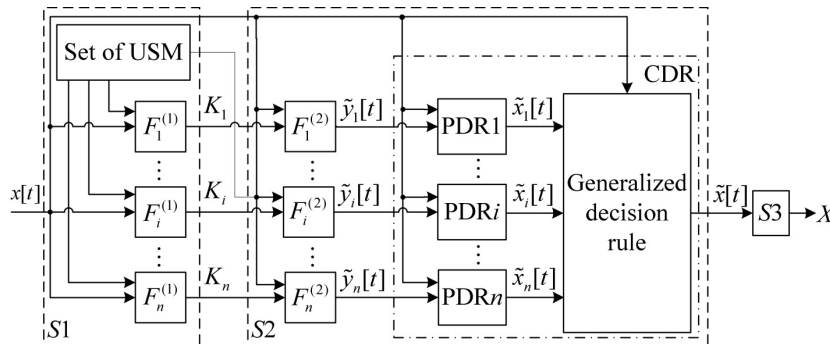 Set of USM
CDR
K₁
ỹ₁[t]
x̃₁[t]
F₁⁽¹⁾
F₁⁽²⁾
PDR1
Kᵢ
ỹᵢ[t]
x̃ᵢ[t]
x[t]
Fᵢ⁽¹⁾
Fᵢ⁽²⁾
PDRi
Generalized
decision
rule
x̃[t]
S3
X
Kₙ
ỹₙ[t]
x̃ₙ[t]
Fₙ⁽¹⁾
Fₙ⁽²⁾
PDRn
S1
S2